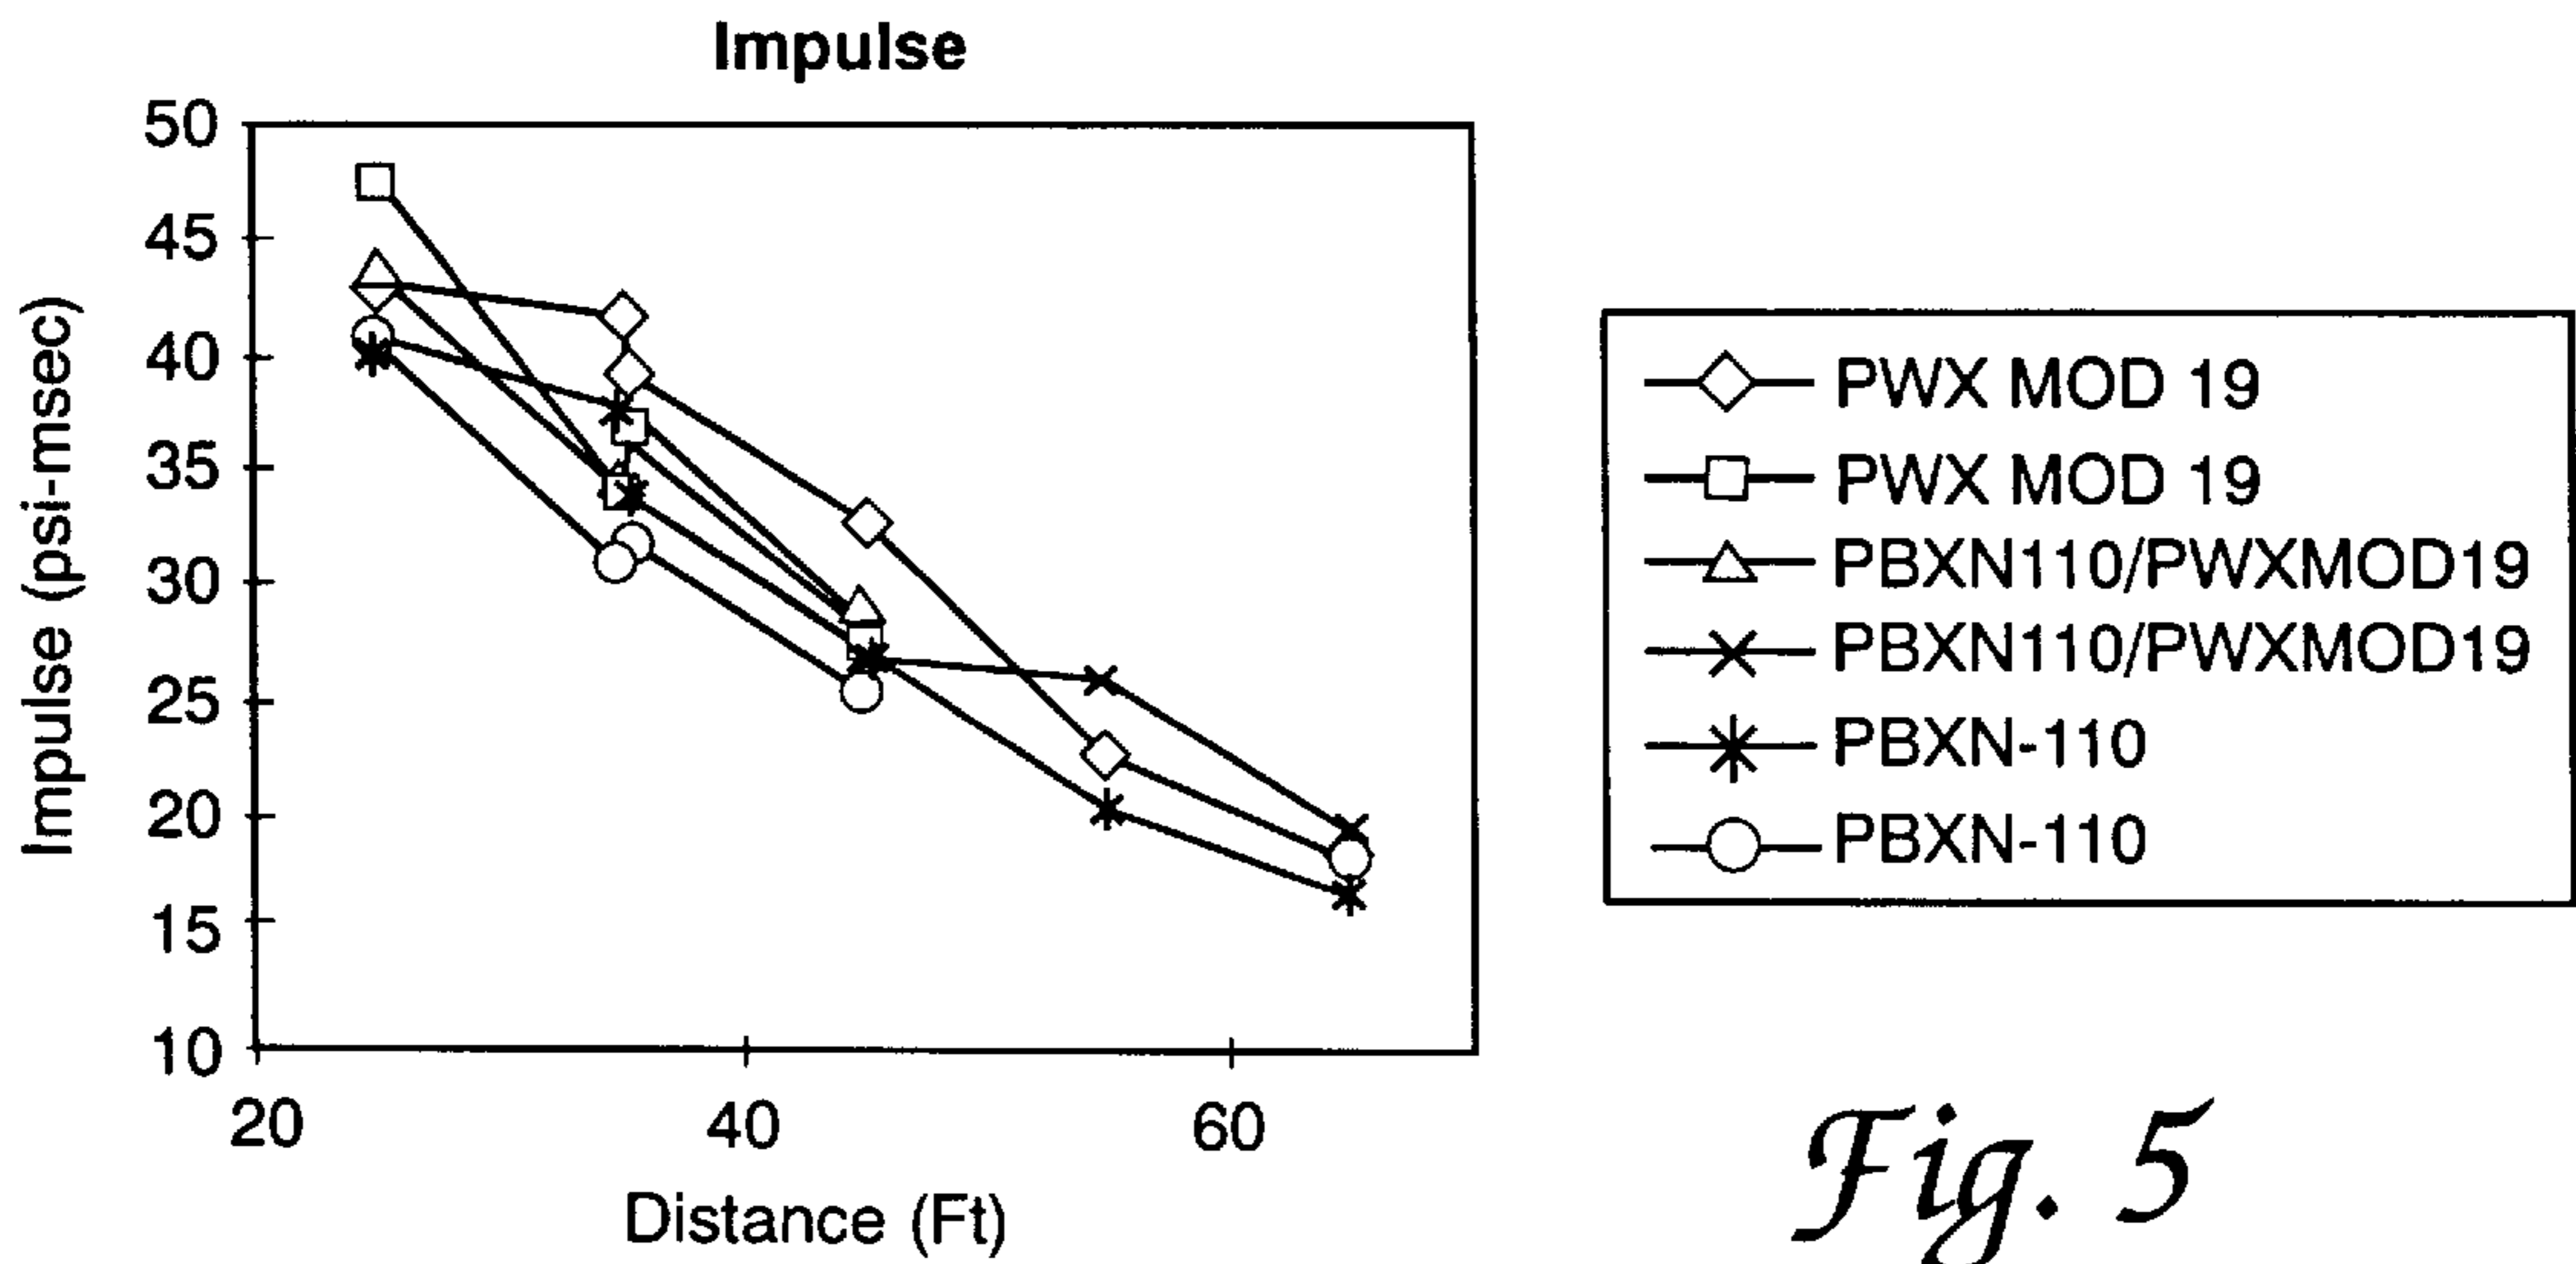 Impulse
50
45
40
35
30
25
20
15
10
Impulse (psi-msec)
20 40 60
Distance (Ft)
PWX MOD 19
PWX MOD 19
PBXN110/PWXMOD19
PBXN110/PWXMOD19
PBXN-110
PBXN-110
Fig. 5